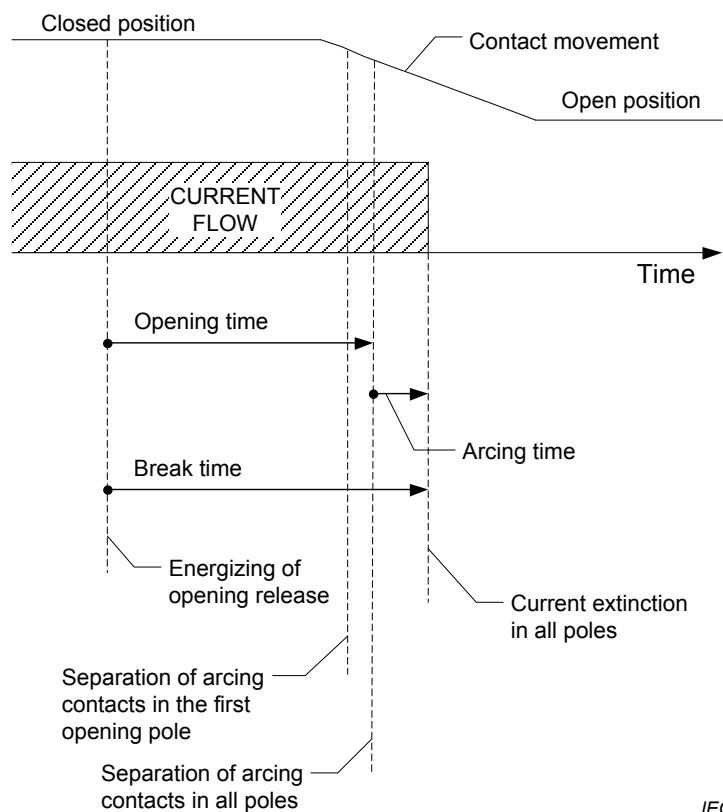 Closed position
Contact movement
Open position
CURRENT
FLOW
Time
Opening time
Arcing time
Break time
Energizing of
opening release
Current extinction
in all poles
Separation of arcing
contacts in the first
opening pole
Separation of arcing
contacts in all poles